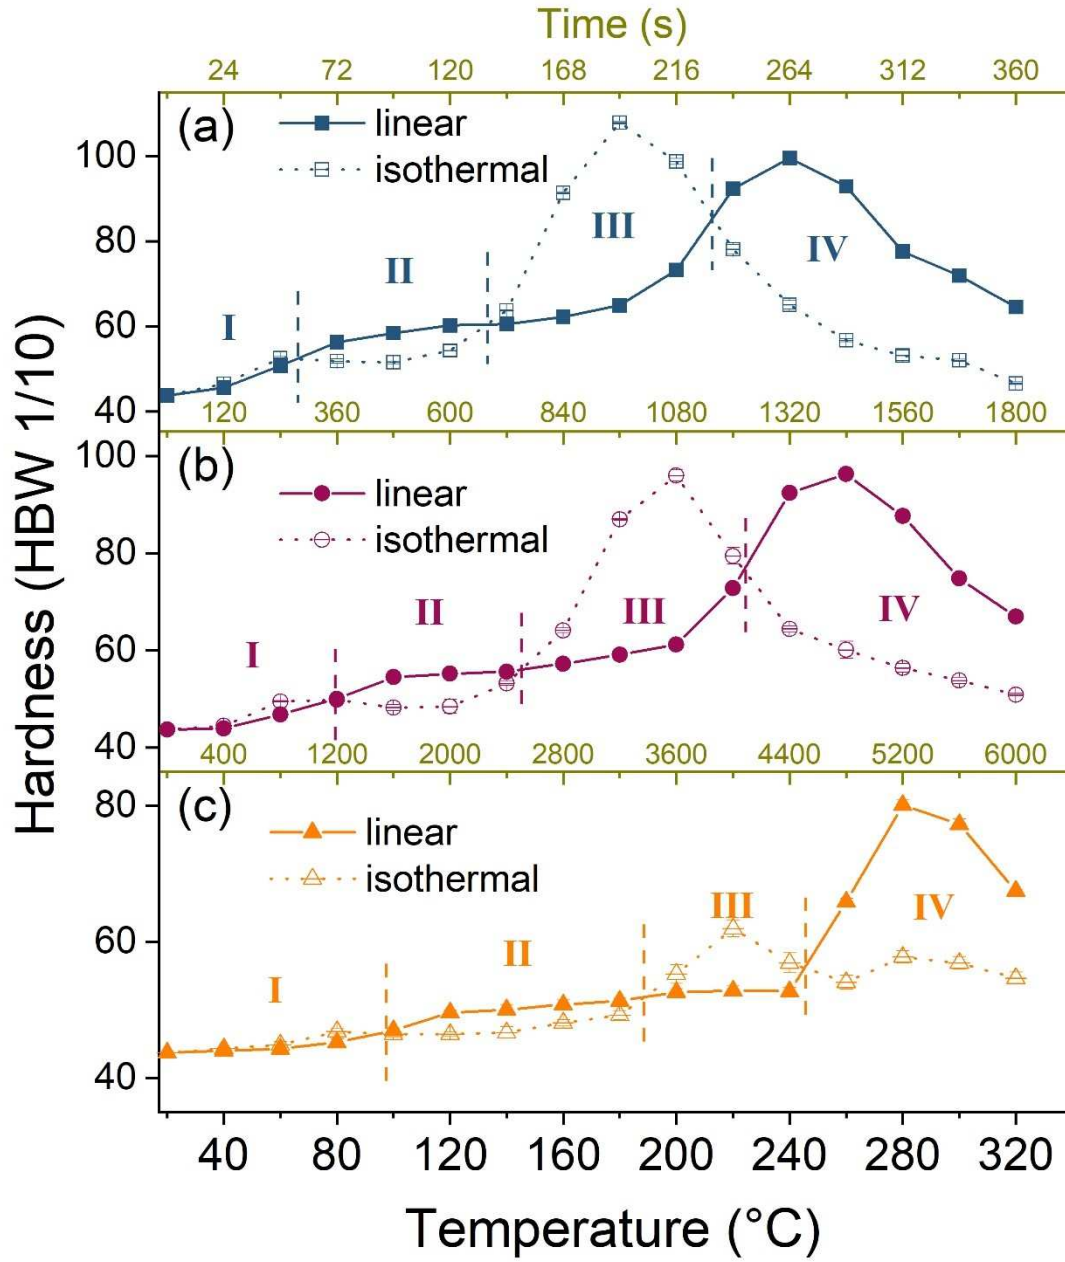 Time (s)
24 72 120 168 216 264 312 360
(a)
linear
isothermal
I II III IV
100
80
60
40
120 360 600 840 1080 1320 1560 1800
(b)
linear
isothermal
I II III IV
100
80
60
40
400 1200 2000 2800 3600 4400 5200 6000
(c)
linear
isothermal
I II III IV
80
60
40
Hardness (HBW 1/10)
40 80 120 160 200 240 280 320
Temperature (°C)